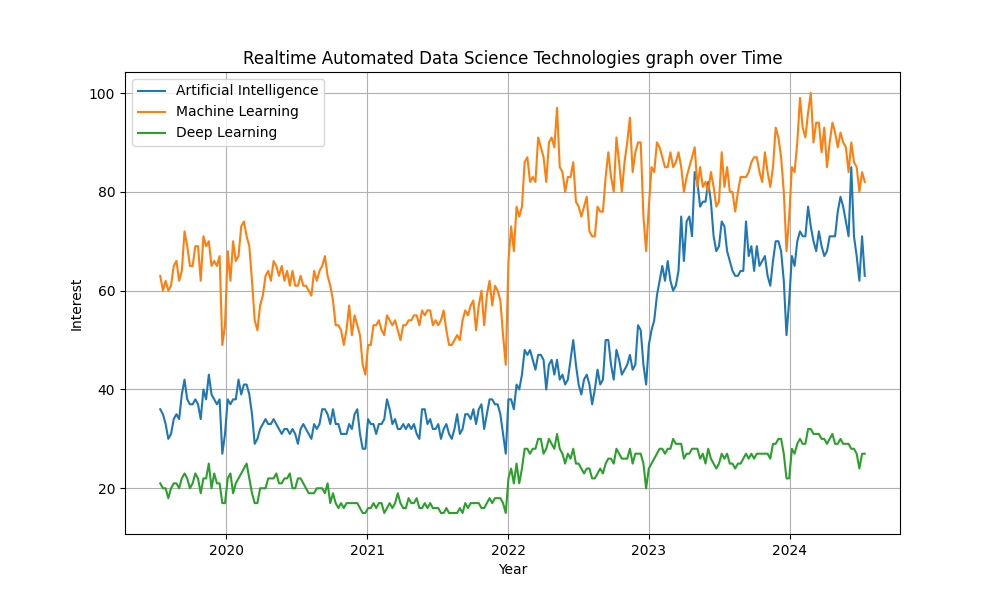 Realtime Automated Data Science Technologies graph over Time
Artificial Intelligence
Machine Learning
Deep Learning
100
80
60
40
20
Interest
2020 2021 2022 2023 2024
Year